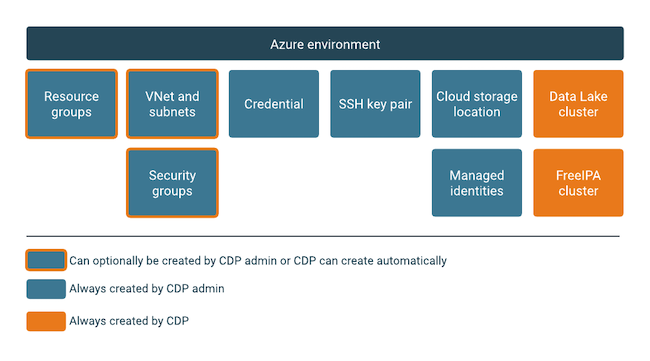 Azure environment
Resource
groups
VNet and
subnets
Credential
SSH key pair
Cloud storage
location
Data Lake
cluster
Security
groups
Managed
identities
FreeIPA
cluster
Can optionally be created by CDP admin or CDP can create automatically
Always created by CDP admin
Always created by CDP